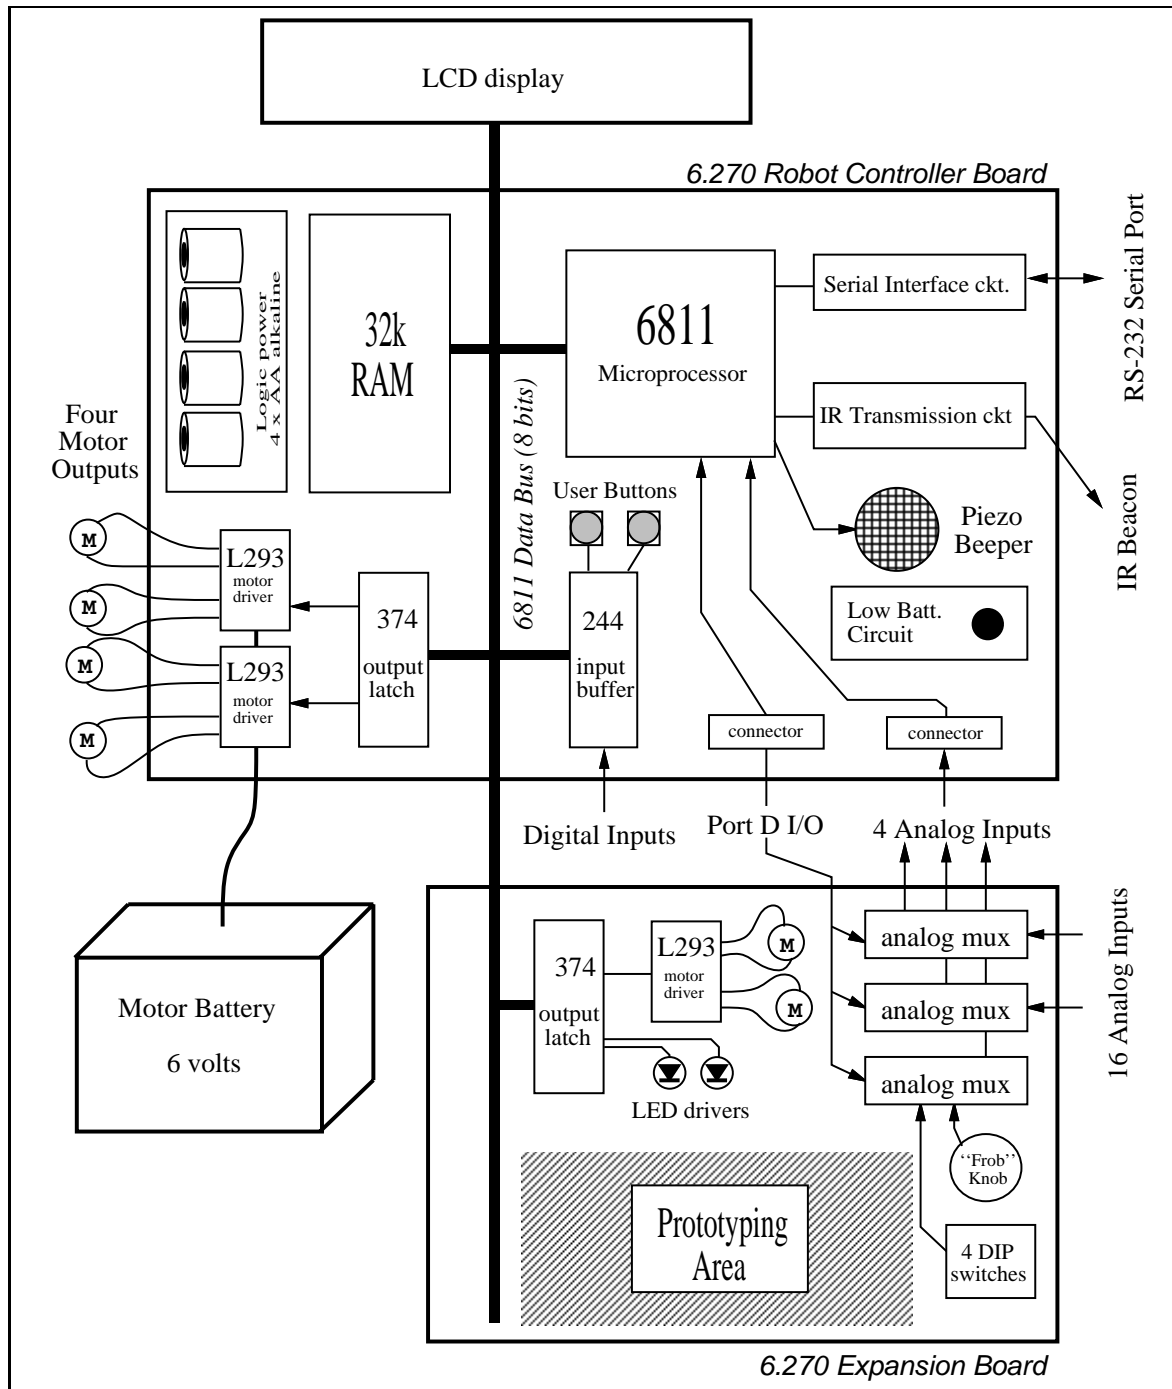 LCD display
6.270 Robot Controller Board
RS-232 Serial Port
Logic power
4 x AA alkaline
32k
RAM
6811
Microprocessor
Serial Interface ckt.
IR Transmission ckt
IR Beacon
Four
Motor
Outputs
6811 Data Bus (8 bits)
User Buttons
Piezo
Beeper
M
M
M
M
L293
motor
driver
L293
motor
driver
374
output
latch
244
input
buffer
Low Batt.
Circuit
connector
connector
Digital Inputs
Port D I/O
4 Analog Inputs
Motor Battery
6 volts
374
output
latch
L293
motor
driver
M
M
LED drivers
analog mux
analog mux
analog mux
16 Analog Inputs
‘‘Frob’’
Knob
4 DIP
switches
Prototyping
Area
6.270 Expansion Board